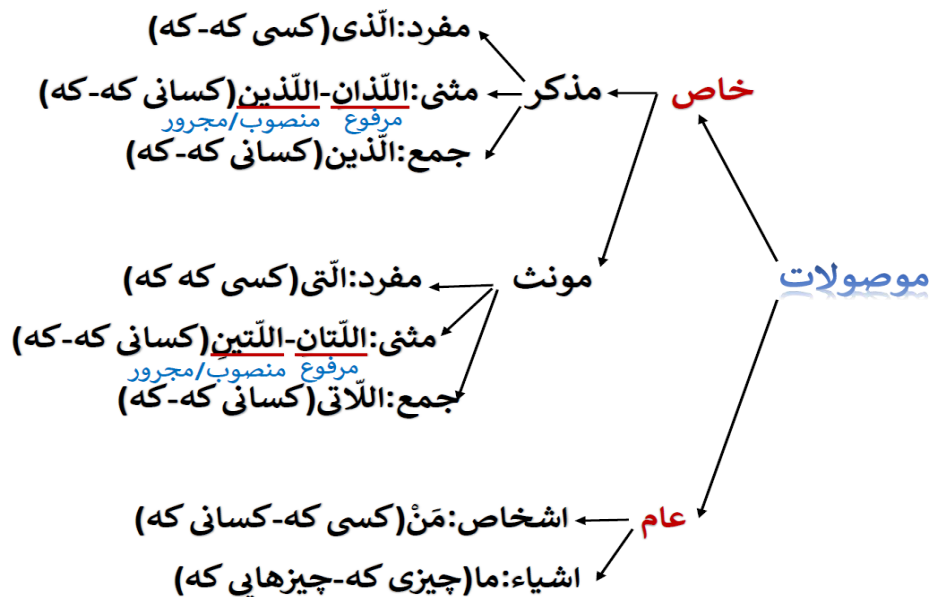 موصولات
خاص
مذکر
مفرد:الّذی(کسی که-که)
مثنی:اللّذانِ-اللّذینِ(کسانی که-که)
مرفوع منصوب/مجرور
جمع:الّذین(کسانی که-که)
مونث
مفرد:الّتی(کسی که که)
مثنی:اللّتانِ-اللّتینِ(کسانی که-که)
مرفوع منصوب/مجرور
جمع:اللّاتی(کسانی که-که)
عام
اشخاص:مَنْ(کسی که-کسانی که)
اشیاء:ما(چیزی که-چیزهایی که)